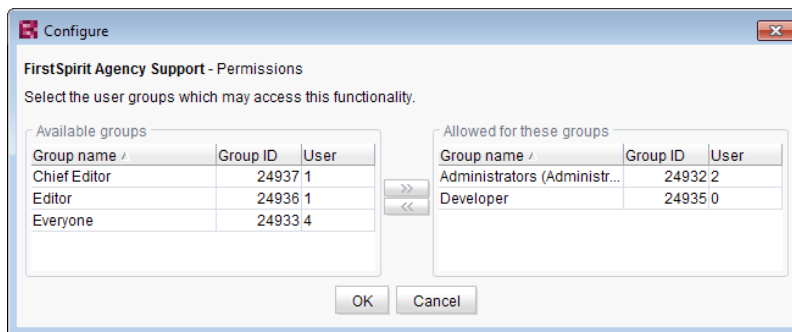 Configure
FirstSpirit Agency Support - Permissions
Select the user groups which may access this functionality.
Available groups
Group name Group ID User
Chief Editor 24937 1
Editor 24936 1
Everyone 24933 4
>>
<<
Allowed for these groups
Group name Group ID User
Administrators (Administr... 24932 2
Developer 24935 0
OK Cancel